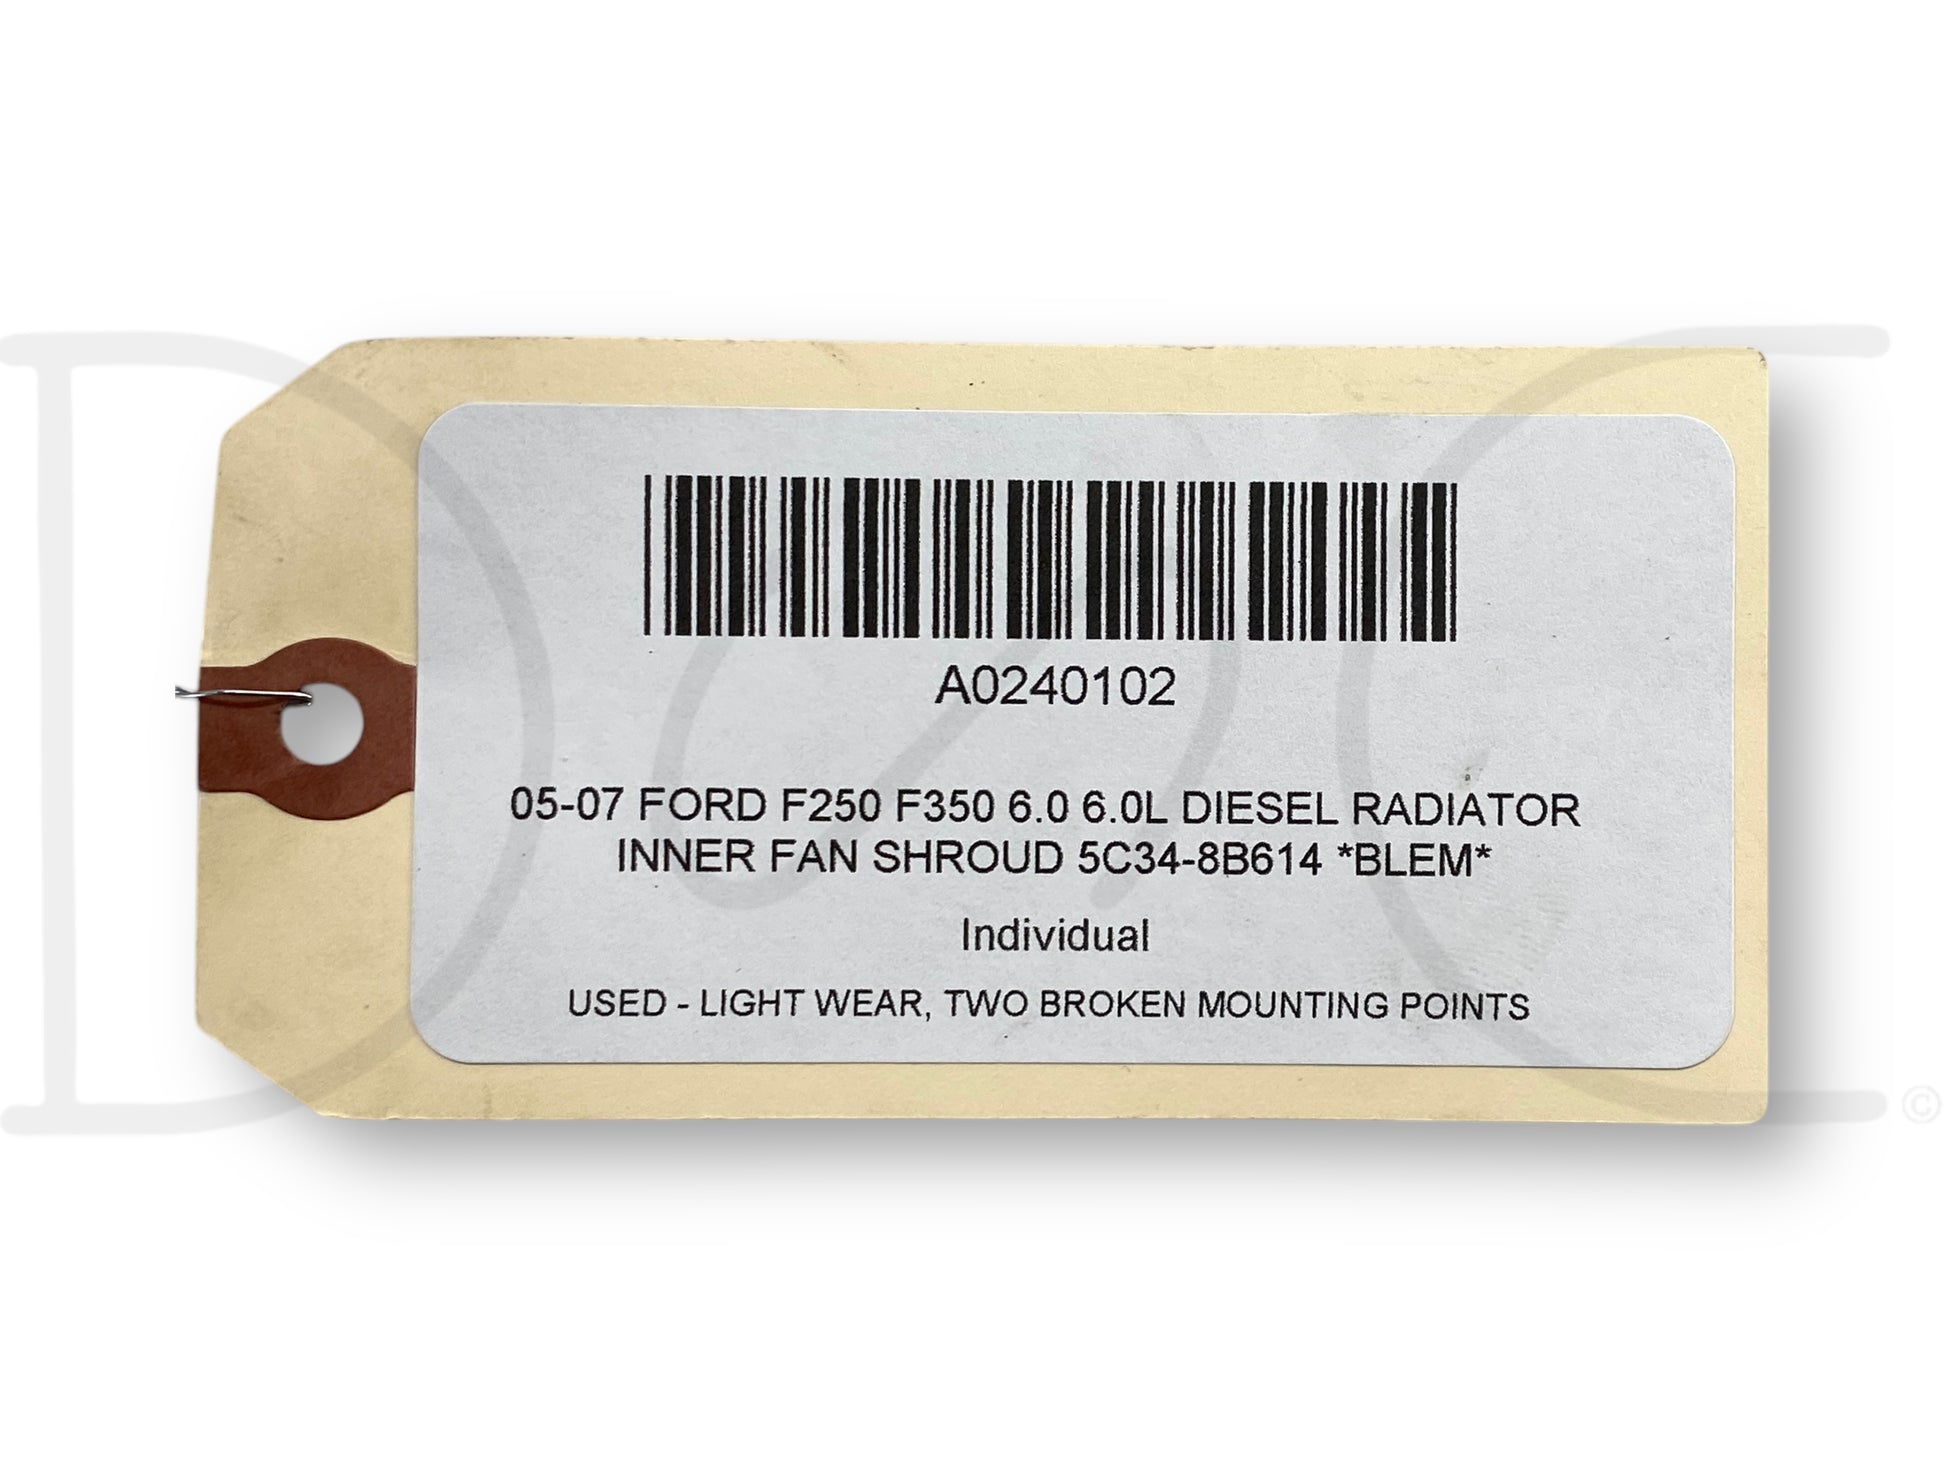 A0240102
05-07 FORD F250 F350 6.0 6.0L DIESEL RADIATOR
INNER FAN SHROUD 5C34-8B614 *BLEM*
Individual
USED - LIGHT WEAR, TWO BROKEN MOUNTING POINTS
D
C
©